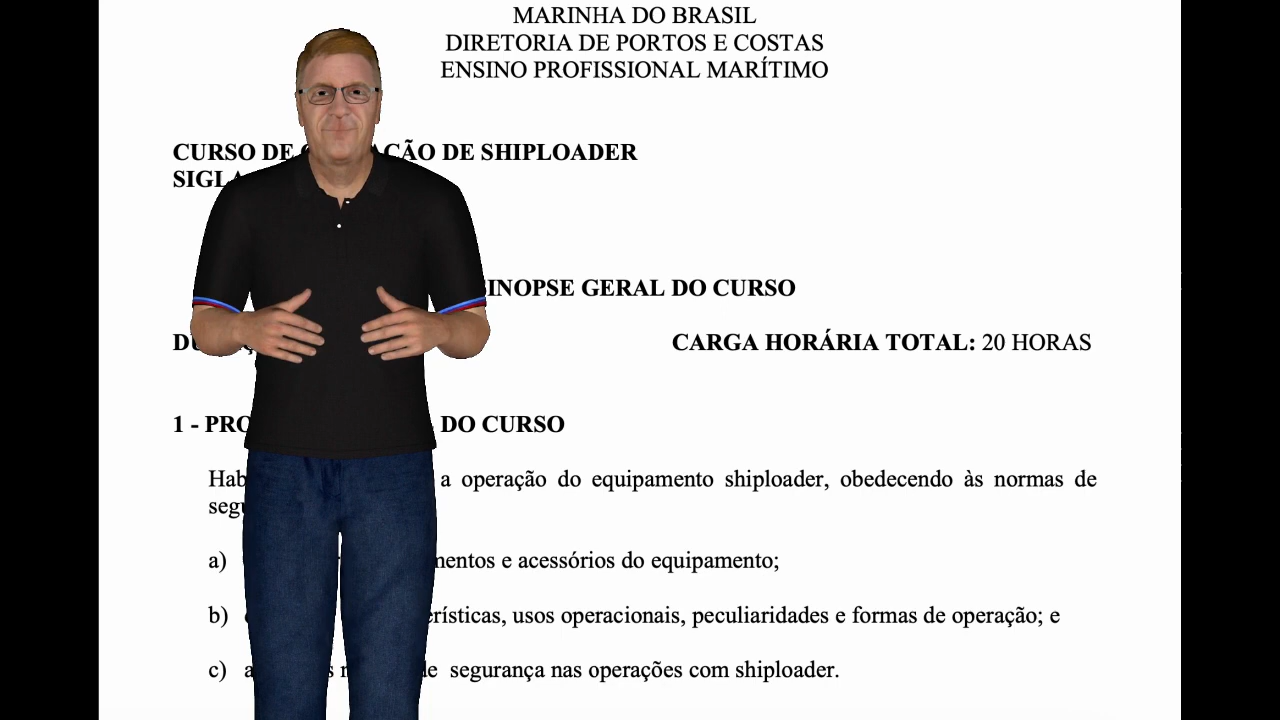 MARINHA DO BRASIL
DIRETORIA DE PORTOS E COSTAS
ENSINO PROFISSIONAL MARÍTIMO
CURSO DE DE SHIPLOADER
SINOPSE GERAL DO CURSO
CARGA HORÁRIA TOTAL: 20 HORAS
1 - DO CURSO
a operação do equipamento shiploader, obedecendo às normas de
a) e acessórios do equipamento;
b) usos operacionais, peculiaridades e formas de operação; e
c) segurança nas operações com shiploader.